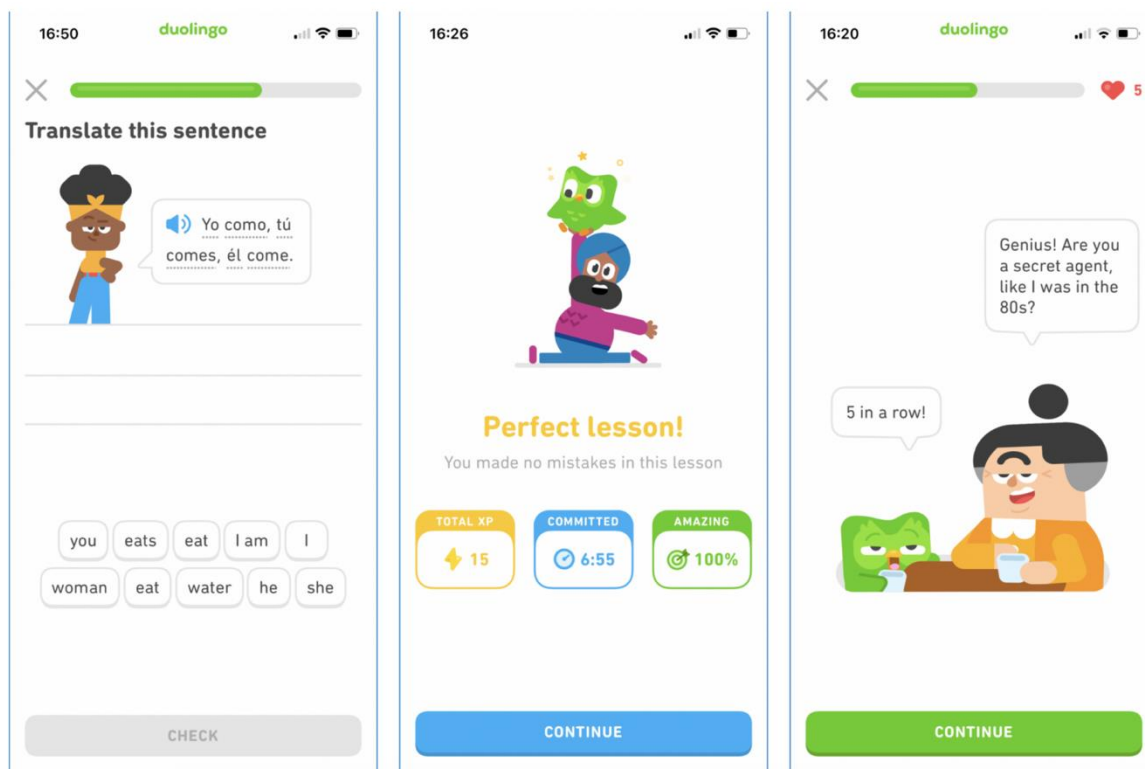 16:50
duolingo
Translate this sentence
Yo como, tú
comes, él come.
you eats eat I am I
woman eat water he she
CHECK
16:26
Perfect lesson!
You made no mistakes in this lesson
TOTAL XP
15
COMMITTED
6:55
AMAZING
100%
CONTINUE
16:20
duolingo
5
Genius! Are you
a secret agent,
like I was in the
80s?
5 in a row!
CONTINUE